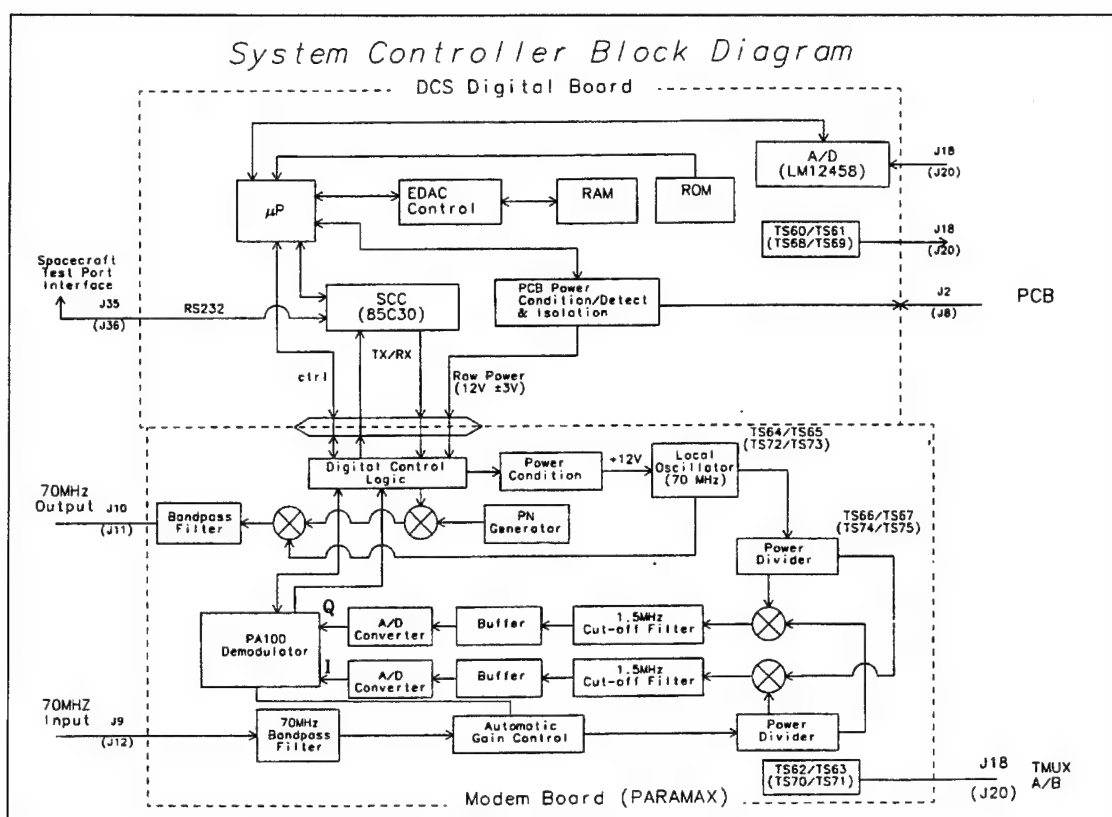 System Controller Block Diagram
DCS Digital Board
A/D
(LM12458)
J18
(J20)
μP
EDAC
Control
RAM
ROM
TS60/TS61
(TS68/TS69)
J18
(J20)
Spacecraft
Test Port
Interface
J35
(J36)
RS232
SCC
(85C30)
PCB Power
Condition/Detect
& Isolation
J2
(J8)
PCB
ctrl
TX/RX
Raw Power
(12V ±3V)
TS64/TS65
(TS72/TS73)
Digital Control
Logic
Power
Condition
+12V
Local
Oscillator
(70 MHz)
70MHz
Output
J10
(J11)
Bandpass
Filter
PN
Generator
TS66/TS67
(TS74/TS75)
Power
Divider
PA100
Demodulator
Q
A/D
Converter
Buffer
1.5MHz
Cut-off Filter
I
A/D
Converter
Buffer
1.5MHz
Cut-off Filter
70MHZ
Input
J9
(J12)
70MHz
Bandpass
Filter
Automatic
Gain Control
Power
Divider
TS62/TS63
(TS70/TS71)
J18
(J20)
TMUX
A/B
Modem Board (PARAMAX)